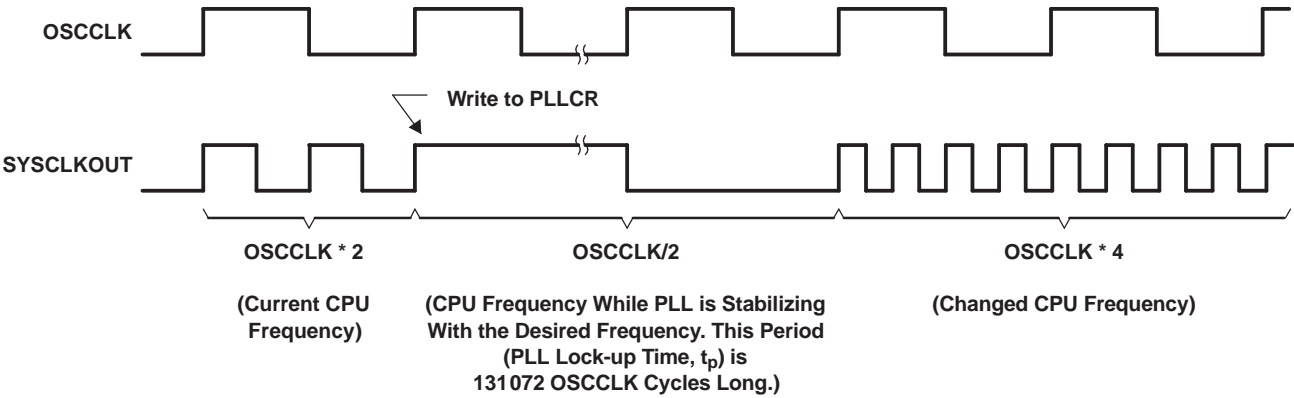 OSCCLK
Write to PLLCR
SYSCLKOUT
OSCCLK * 2
OSCCLK/2
OSCCLK * 4
(Current CPU
Frequency)
(CPU Frequency While PLL is Stabilizing
With the Desired Frequency. This Period
(PLL Lock-up Time, tp) is
131072 OSCCLK Cycles Long.)
(Changed CPU Frequency)